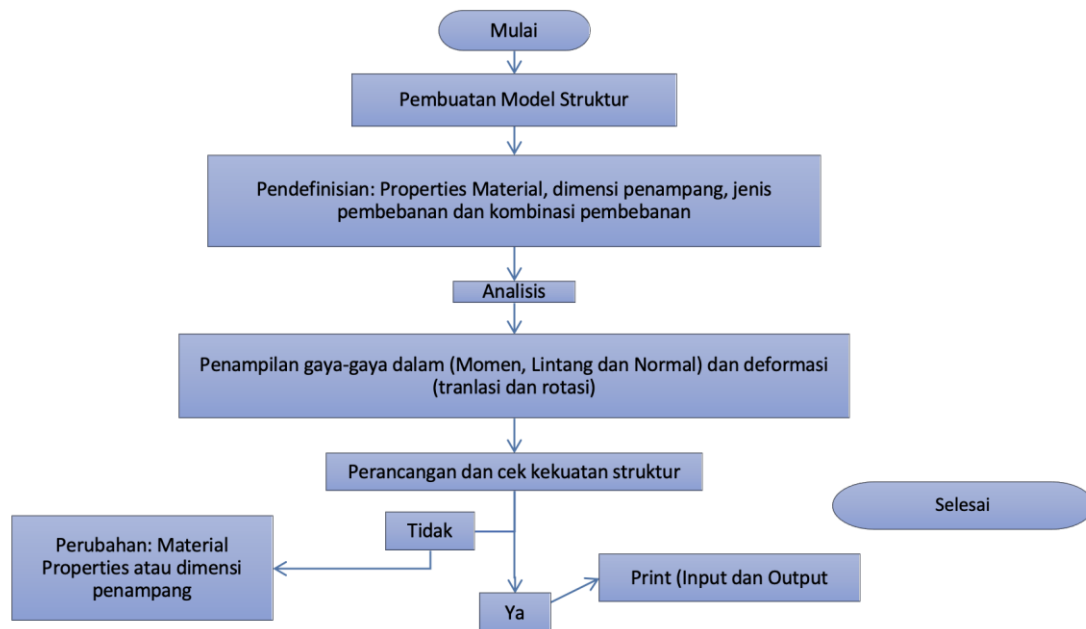 Mulai
Pembuatan Model Struktur
Pendefinisian: Properties Material, dimensi penampang, jenis
pembebanan dan kombinasi pembebanan
Analisis
Penampilan gaya-gaya dalam (Momen, Lintang dan Normal) dan deformasi
(tranlasi dan rotasi)
Perancangan dan cek kekuatan struktur
Selesai
Tidak
Perubahan: Material
Properties atau dimensi
penampang
Print (Input dan Output
Ya